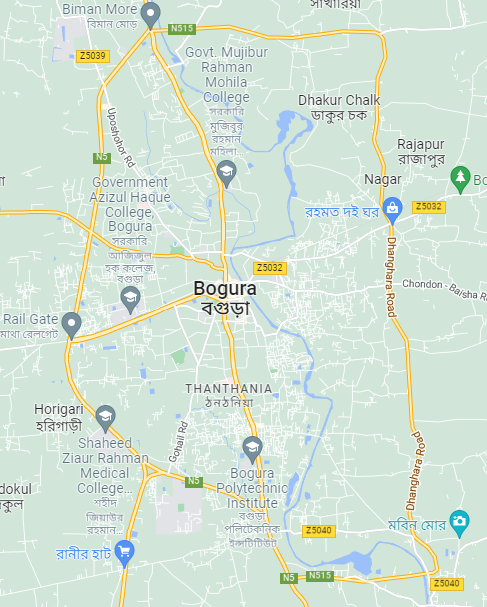 সাখারিয়া
Biman More
বিমান মোড়
N515
Z5039
Govt. Mujibur
Rahman
Mohila
College
সরকারি
মুজিবুর
রহমান
মহিলা...
Dhakur Chalk
ডাকুর চক
Uposhohor Rd
N5
Rajapur
রাজাপুর
Nagar
Government
Azizul Haque
College,
Bogura
সরকারি
আজিজুল
হক কলেজ,
বগুড়া
রহমত দই ঘর
Z5032
Z5032
Dhanghara Road
Chondon - Barsha Rd
Bogura
বগুড়া
Rail Gate
মাথা রেলগেট
THANTHANIA
ঠনঠনিয়া
Horigari
হরিগাড়ী
Gohail Rd
Shaheed
Ziaur Rahman
Medical
College...
শহীদ
জিয়াউর
রহমান...
N5
Bogura
Polytechnic
Institute
বগুড়া
পলিটেকনিক
ইন্সটিটিউট
Dhanghara Road
dokul
কুল
Z5040
মবিন মোর
রানীর হাট
N5
N515
Z5040